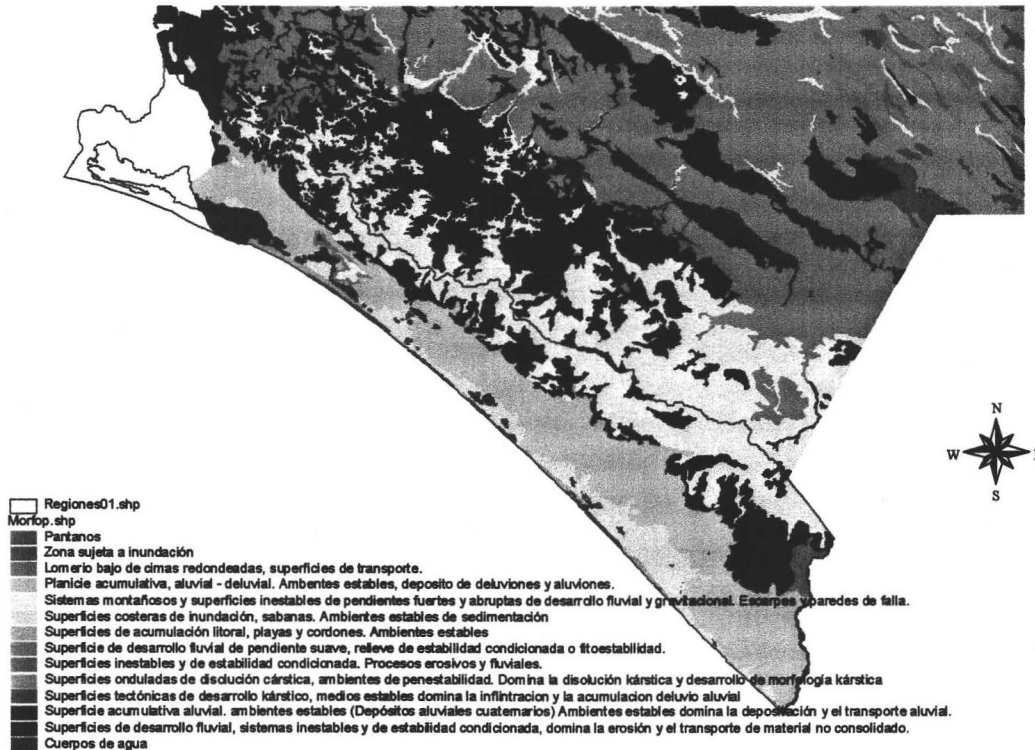 N
W
S
Regiones01.shp
Morfop.shp
Pantanos
Zona sujeta a inundación
Lomerio bajo de cimas redondeadas, superficies de transporte.
Planicie acumulativa, aluvial - deluvial. Ambientes estables, deposito de deluviones y aluviones.
Sistemas montañosos y superficies inestables de pendientes fuertes y abruptas de desarrollo fluvial y gravitacional. Escarpes y paredes de falla.
Superficies costeras de inundación, sabanas. Ambientes estables de sedimentación
Superficies de acumulación litoral, playas y cordones. Ambientes estables
Superficie de desarrollo fluvial de pendiente suave, relieve de estabilidad condicionada o fitoestabilidad.
Superficies inestables y de estabilidad condicionada. Procesos erosivos y fluviales.
Superficies onduladas de disolución cárstica, ambientes de penestabilidad. Domina la disolución kárstica y desarrollo de morfología kárstica
Superficies tectónicas de desarrollo kárstico, medios estables domina la inflintracion y la acumulacion deluvio aluvial
Superficie acumulativa aluvial. ambientes estables (Depósitos aluviales cuaternarios) Ambientes estables domina la depositación y el transporte aluvial.
Superficies de desarrollo fluvial, sistemas inestables y de estabilidad condicionada, domina la erosión y el transporte de material no consolidado.
Cuerpos de agua